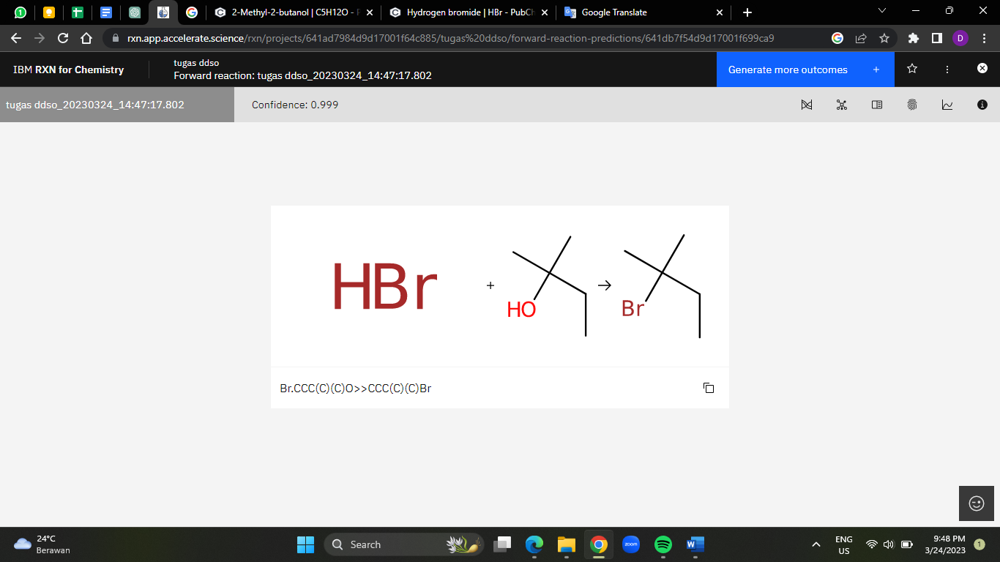 1
2-Methyl-2-butanol | C5H12O - P
Hydrogen bromide | HBr - PubCh
Google Translate
rxn.app.accelerate.science/rxn/projects/641ad7984d9d17001f64c885/tugas%20ddso/forward-reaction-predictions/641db7f54d9d17001f699ca9
D
IBM RXN for Chemistry
tugas ddso
Forward reaction: tugas ddso_20230324_14:47:17.802
Generate more outcomes +
tugas ddso_20230324_14:47:17.802
Confidence: 0.999
HBr + HO → Br
Br.CCC(C)(C)O>>CCC(C)(C)Br
24°C
Berawan
Search
zoom
W
ENG
US
9:48 PM
3/24/2023
1